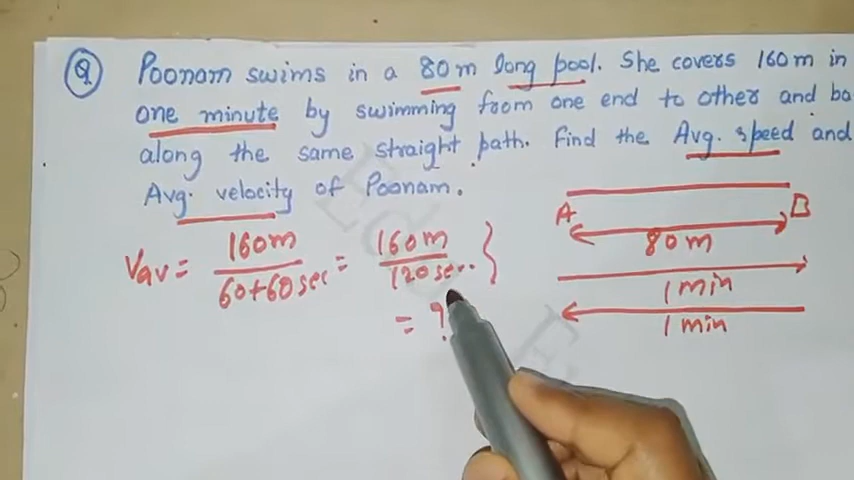 Q Poonam swims in a 80m long pool. She covers 160m in
one minute by swimming from one end to other and ba
along the same straight path. Find the Avg. speed and
Avg. velocity of Poonam.
A B
80m
Vav = 160m / 60+60 sec = 160m / 120 sec.
= ?
1 min
1 min
Edu
E